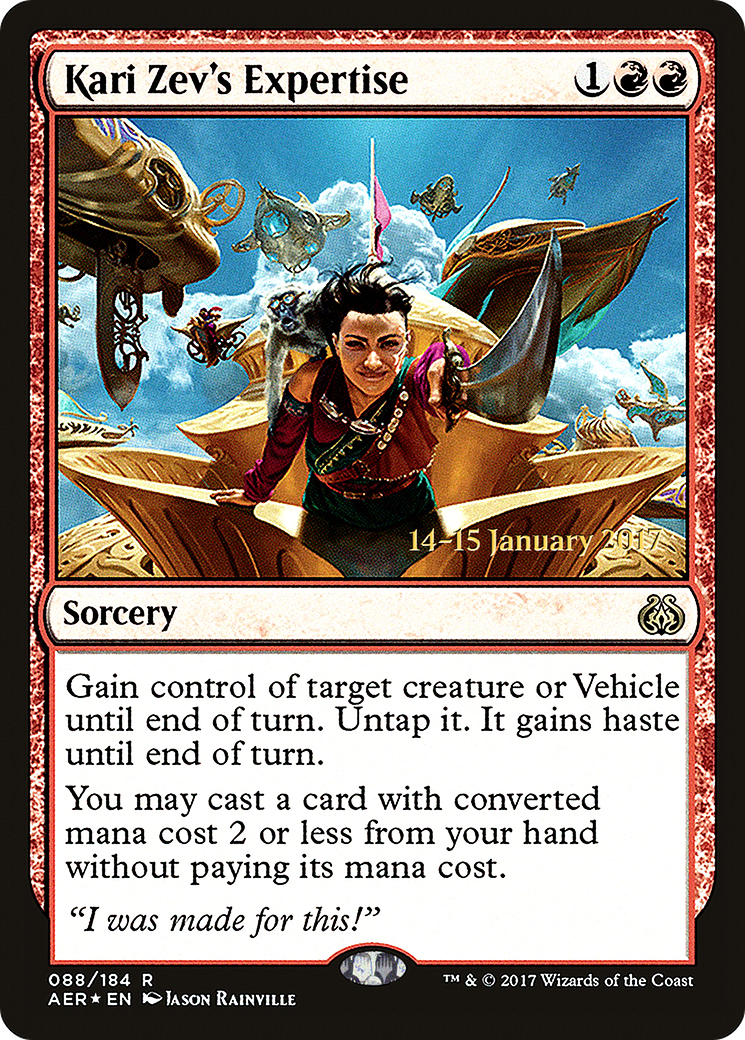 Kari Zev's Expertise 1
14–15 January 2017
Sorcery
Gain control of target creature or Vehicle
until end of turn. Untap it. It gains haste
until end of turn.
You may cast a card with converted
mana cost 2 or less from your hand
without paying its mana cost.
“I was made for this!”
088/184 R
AER★EN Jason Rainville
™ & © 2017 Wizards of the Coast